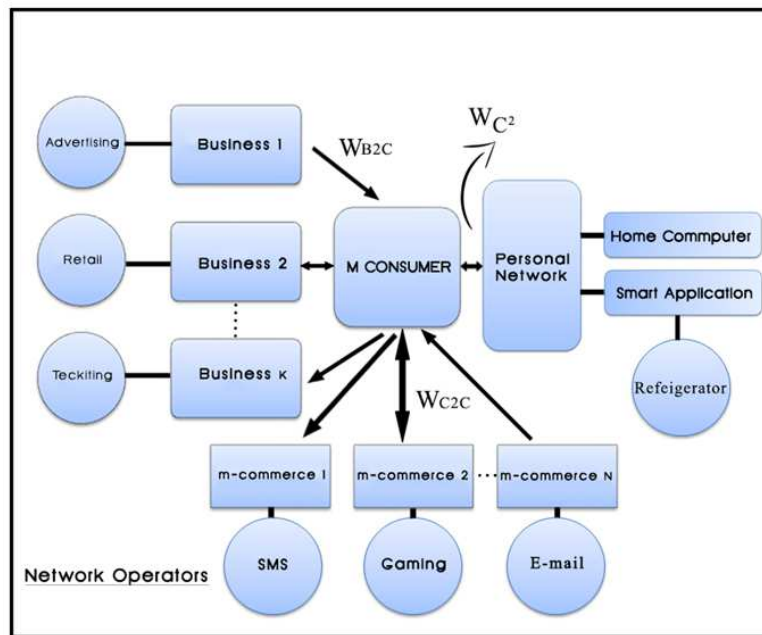 Advertising
Business 1
W_B2C
W_C²
Retail
Business 2
M CONSUMER
Personal
Network
Home Commputer
Smart Application
Teckiting
Business K
Refeigerator
W_C2C
m-commerce 1
m-commerce 2
m-commerce N
SMS
Gaming
E-mail
Network Operators